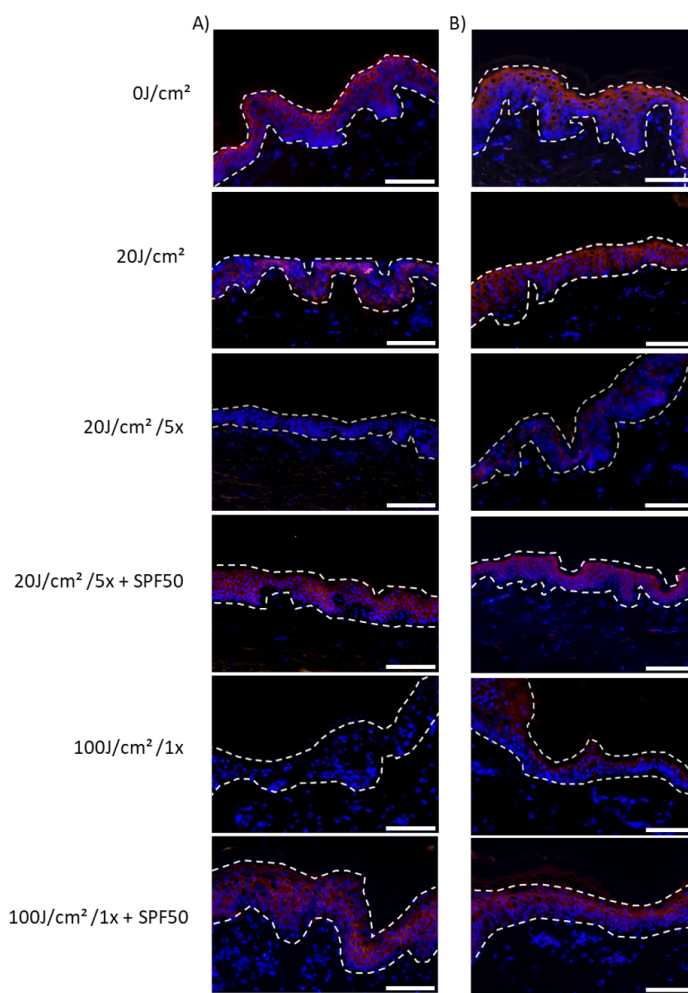 A) B)
0J/cm²
20J/cm²
20J/cm²/5x
20J/cm²/5x + SPF50
100J/cm²/1x
100J/cm²/1x + SPF50